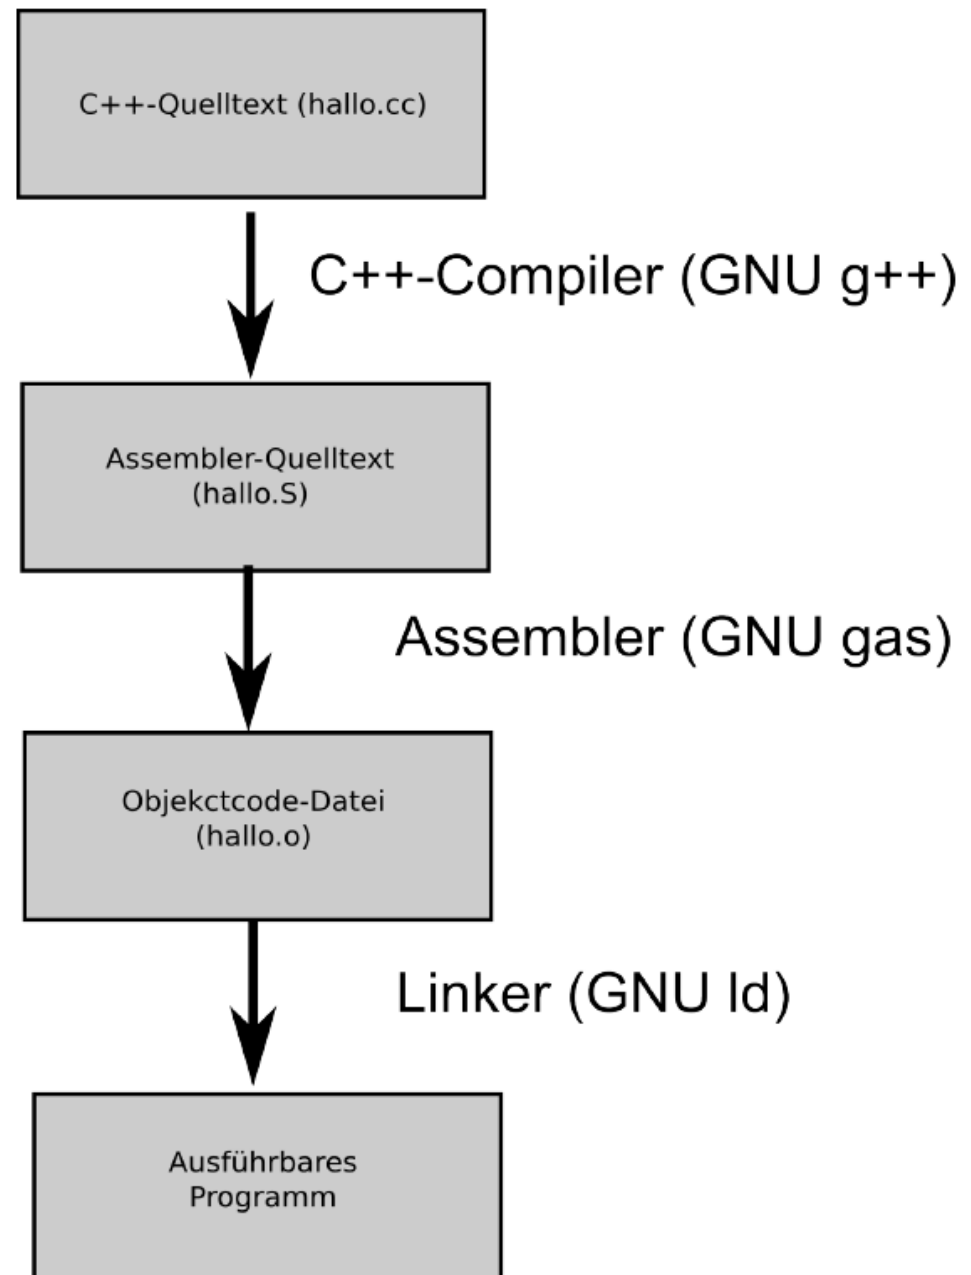 C++-Quelltext (hallo.cc)
C++-Compiler (GNU g++)
Assembler-Quelltext
(hallo.S)
Assembler (GNU gas)
Objekctcode-Datei
(hallo.o)
Linker (GNU ld)
Ausführbares
Programm